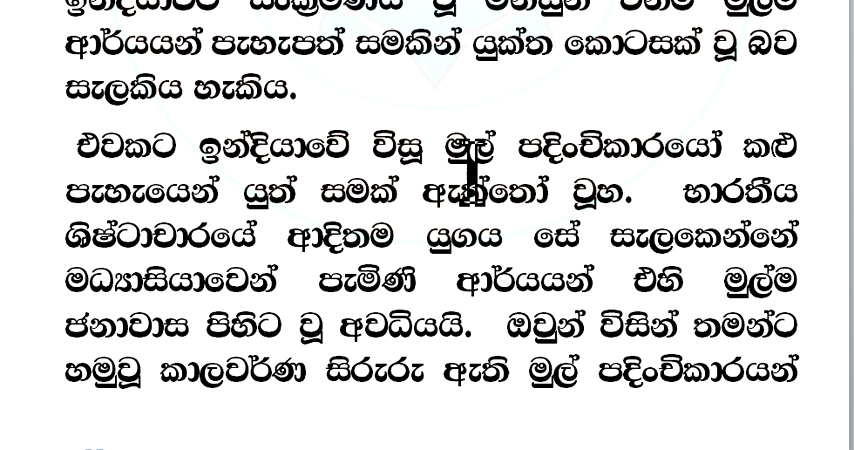 ආර්යයන් පැහැපත් සමකින් යුක්ත කොටසක් වූ බව
සැලකිය හැකිය.
එවකට ඉන්දියාවේ විසූ මුල් පදිංචිකාරයෝ කළු
පැහැයෙන් යුත් සමක් ඇත්තෝ වූහ. භාරතීය
ශිෂ්ටාචාරයේ ආදිතම යුගය සේ සැලකෙන්නේ
මධ්‍යාසියාවෙන් පැමිණි ආර්යයන් එහි මුල්ම
ජනාවාස පිහිට වූ අවධියයි. ඔවුන් විසින් තමන්ට
හමුවූ කාලවර්ණ සිරුරු ඇති මුල් පදිංචිකාරයන්